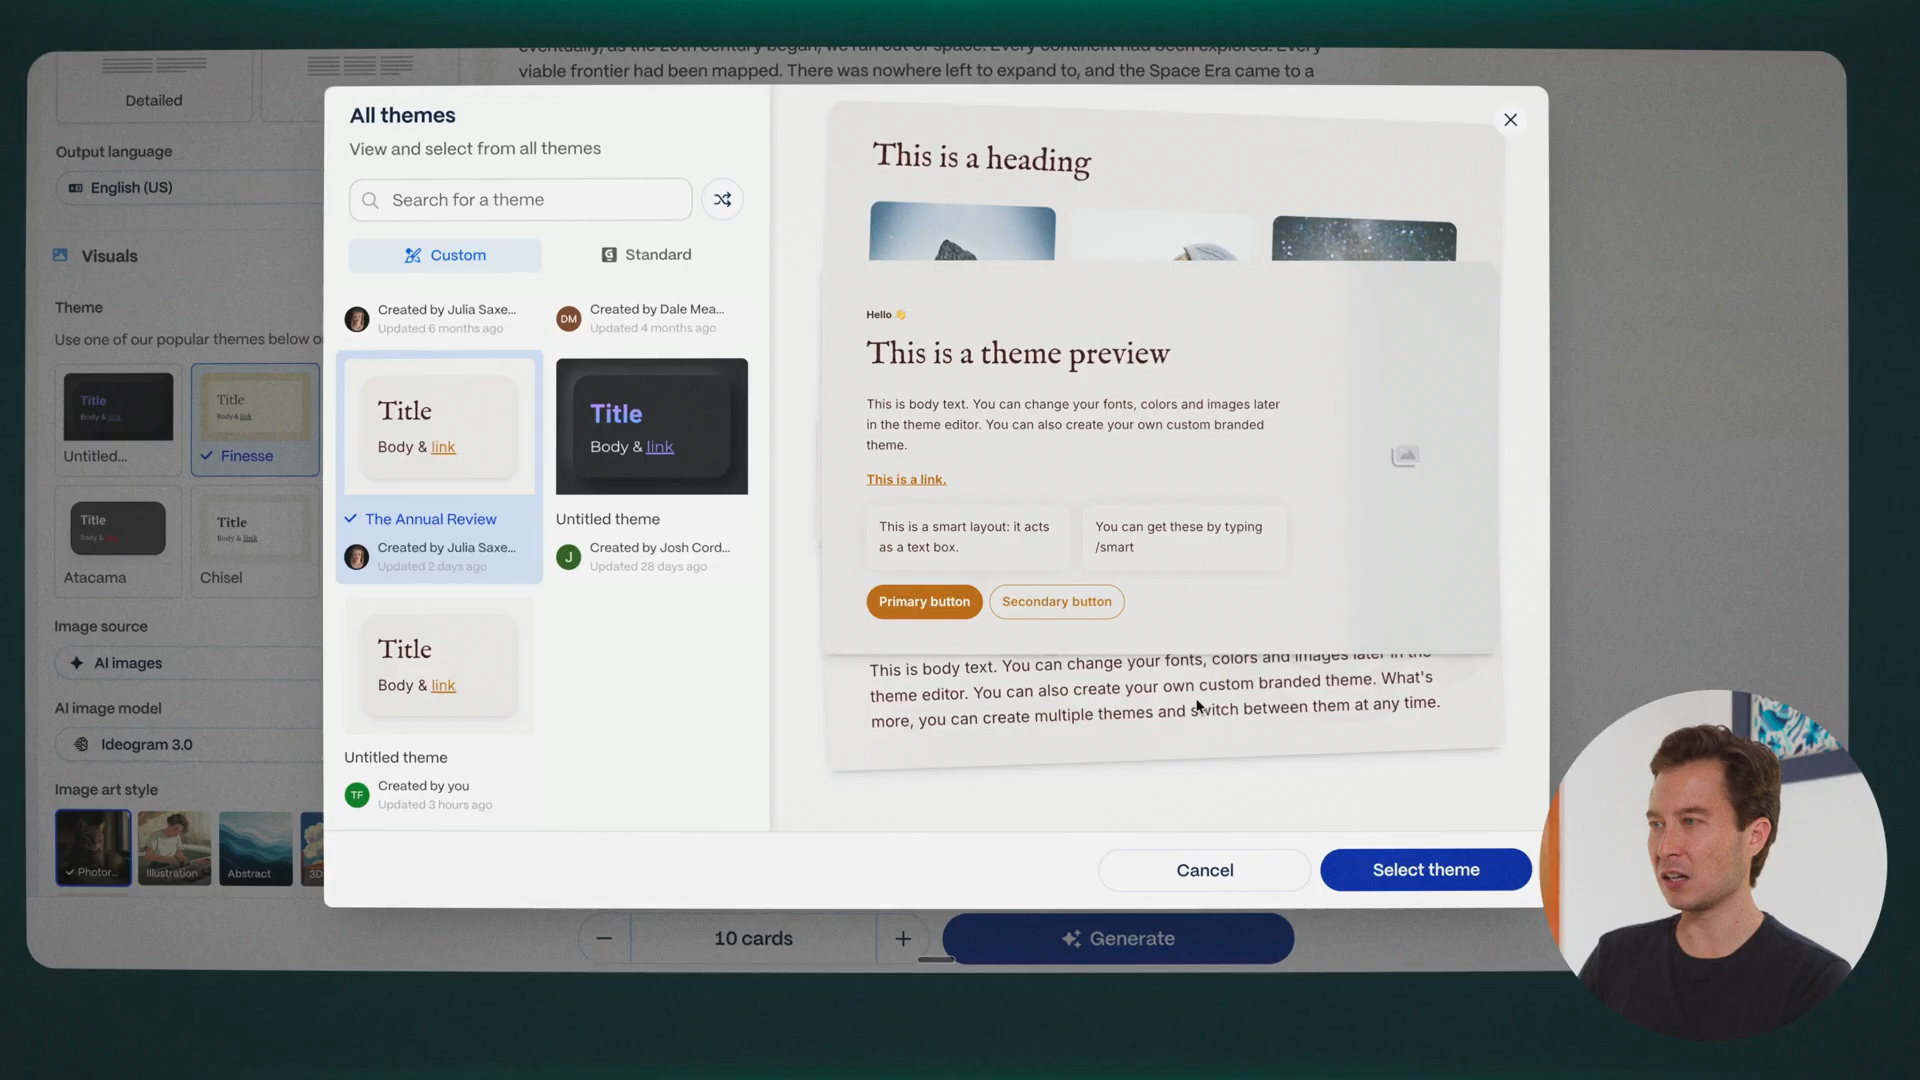 viable frontier had been mapped. There was nowhere left to expand to, and the Space Era came to a
Detailed
Output language
English (US)
Visuals
Theme
Use one of our popular themes below o
Title
Body & link
Untitled...
Title
Body & link
Finesse
Title
Body &
Atacama
Title
Body & link
Chisel
Image source
AI images
AI image model
Ideogram 3.0
Image art style
Photor...
Illustration
Abstract
3D
All themes
View and select from all themes
Search for a theme
Custom
Standard
Created by Julia Saxe...
Updated 6 months ago
DM
Created by Dale Mea...
Updated 4 months ago
Title
Body & link
The Annual Review
Created by Julia Saxe...
Updated 2 days ago
Title
Body & link
Untitled theme
J
Created by Josh Cord...
Updated 28 days ago
Title
Body & link
Untitled theme
TF
Created by you
Updated 3 hours ago
This is a heading
Hello 👋
This is a theme preview
This is body text. You can change your fonts, colors and images later
in the theme editor. You can also create your own custom branded
theme.
This is a link.
This is a smart layout: it acts
as a text box.
You can get these by typing
/smart
Primary button
Secondary button
This is body text. You can change your fonts, colors and images later in the
theme editor. You can also create your own custom branded theme. What's
more, you can create multiple themes and switch between them at any time.
Cancel
Select theme
10 cards
Generate